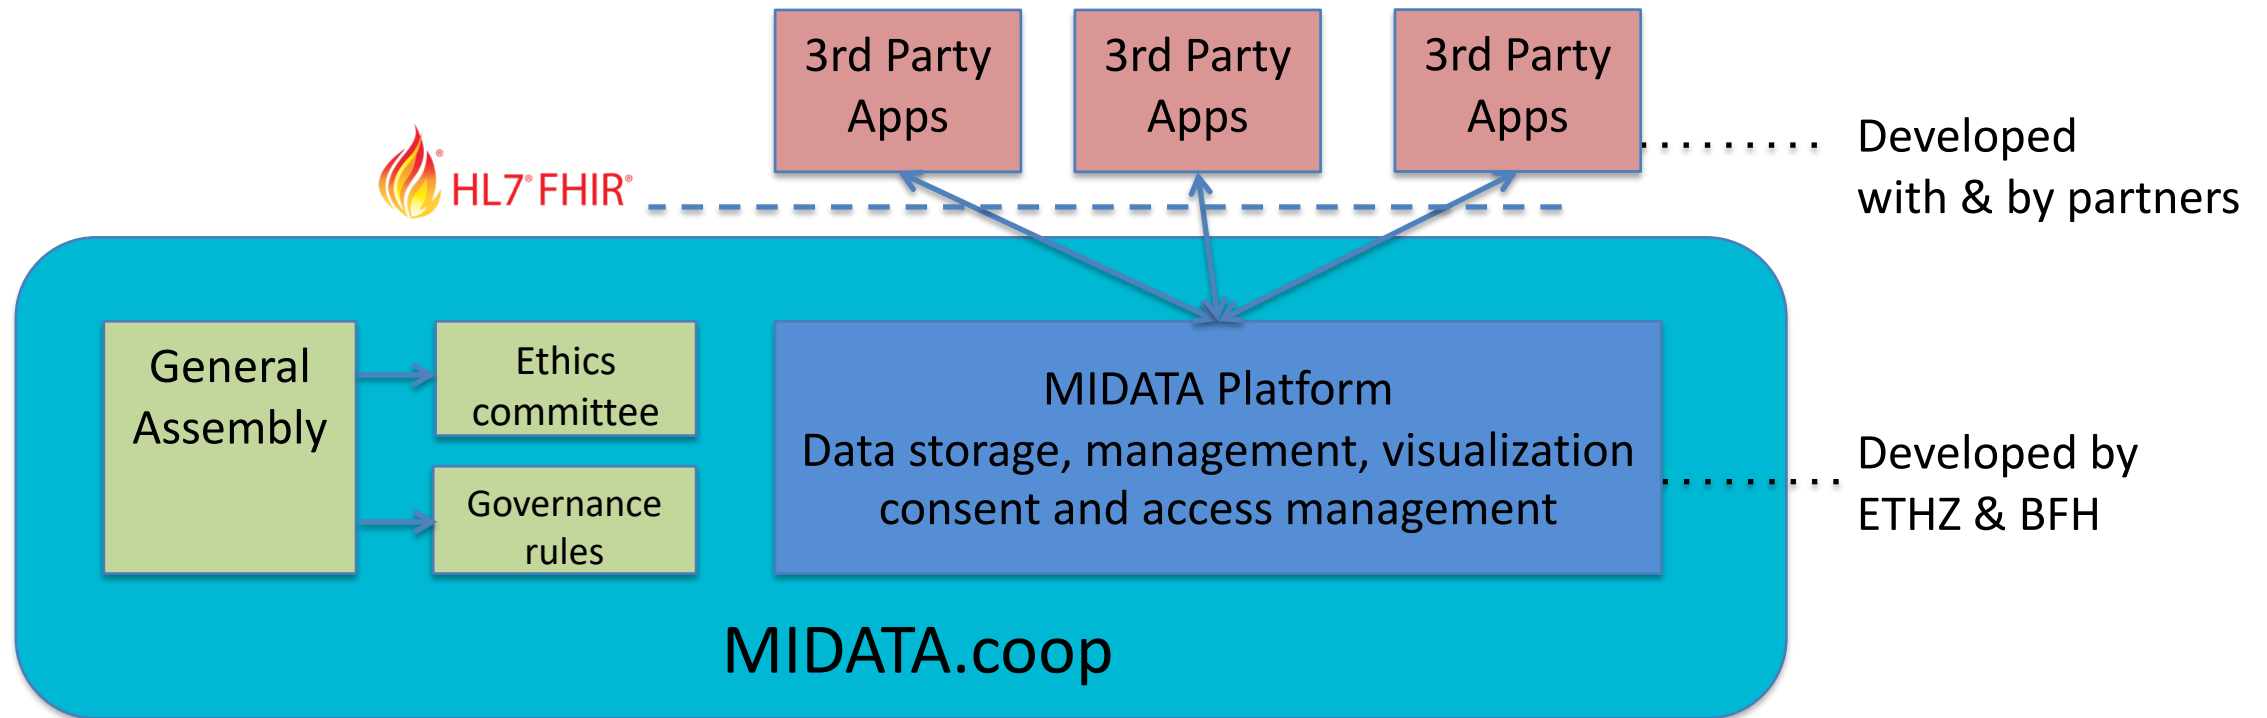 3rd Party
Apps
3rd Party
Apps
3rd Party
Apps
Developed
with & by partners
HL7® FHIR®
General
Assembly
Ethics
committee
Governance
rules
MIDATA Platform
Data storage, management, visualization
consent and access management
Developed by
ETHZ & BFH
MIDATA.coop